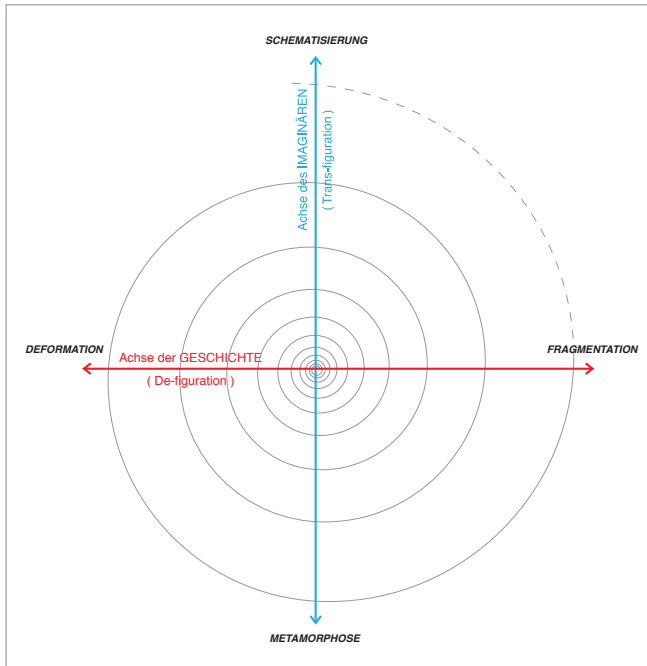 SCHEMATISIERUNG
Achse des IMAGINÄREN
( Trans-figuration )
DEFORMATION
FRAGMENTATION
Achse der GESCHICHTE
( De-figuration )
METAMORPHOSE